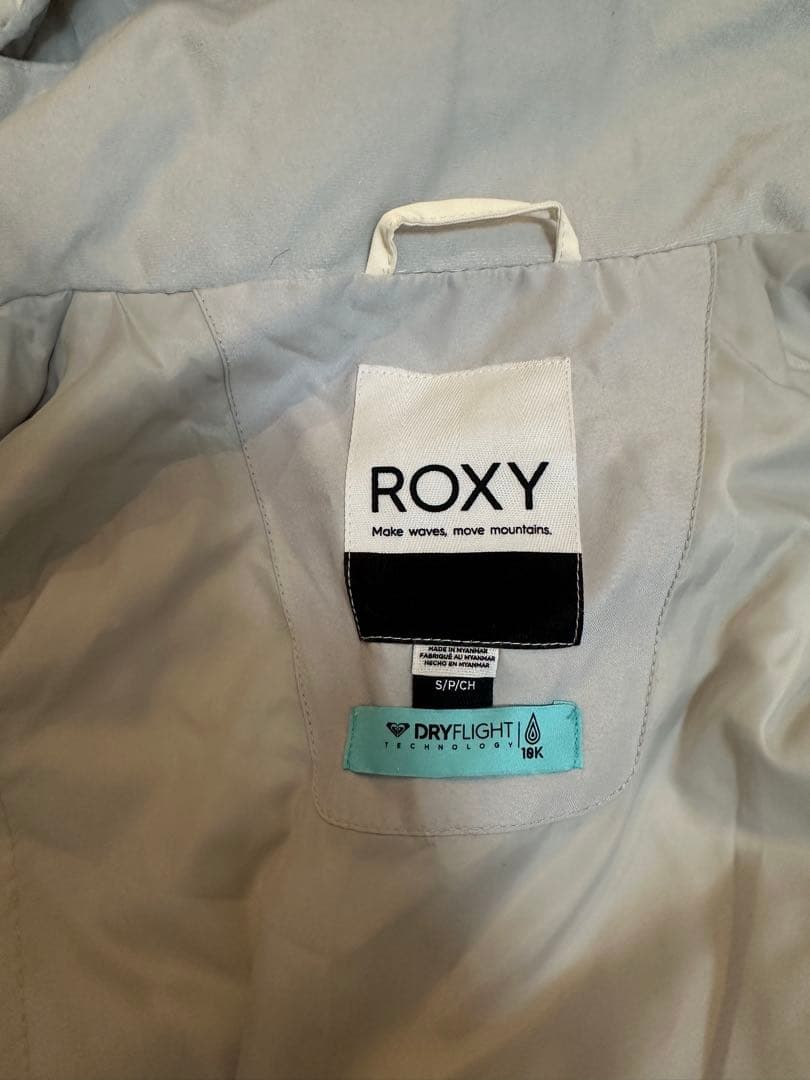 ROXY
Make waves, move mountains.
MADE IN MYANMAR
FABRIQUÉ AU MYANMAR
HECHO EN MYANMAR
S/P/CH
DRYFLIGHT
TECHNOLOGY
10K